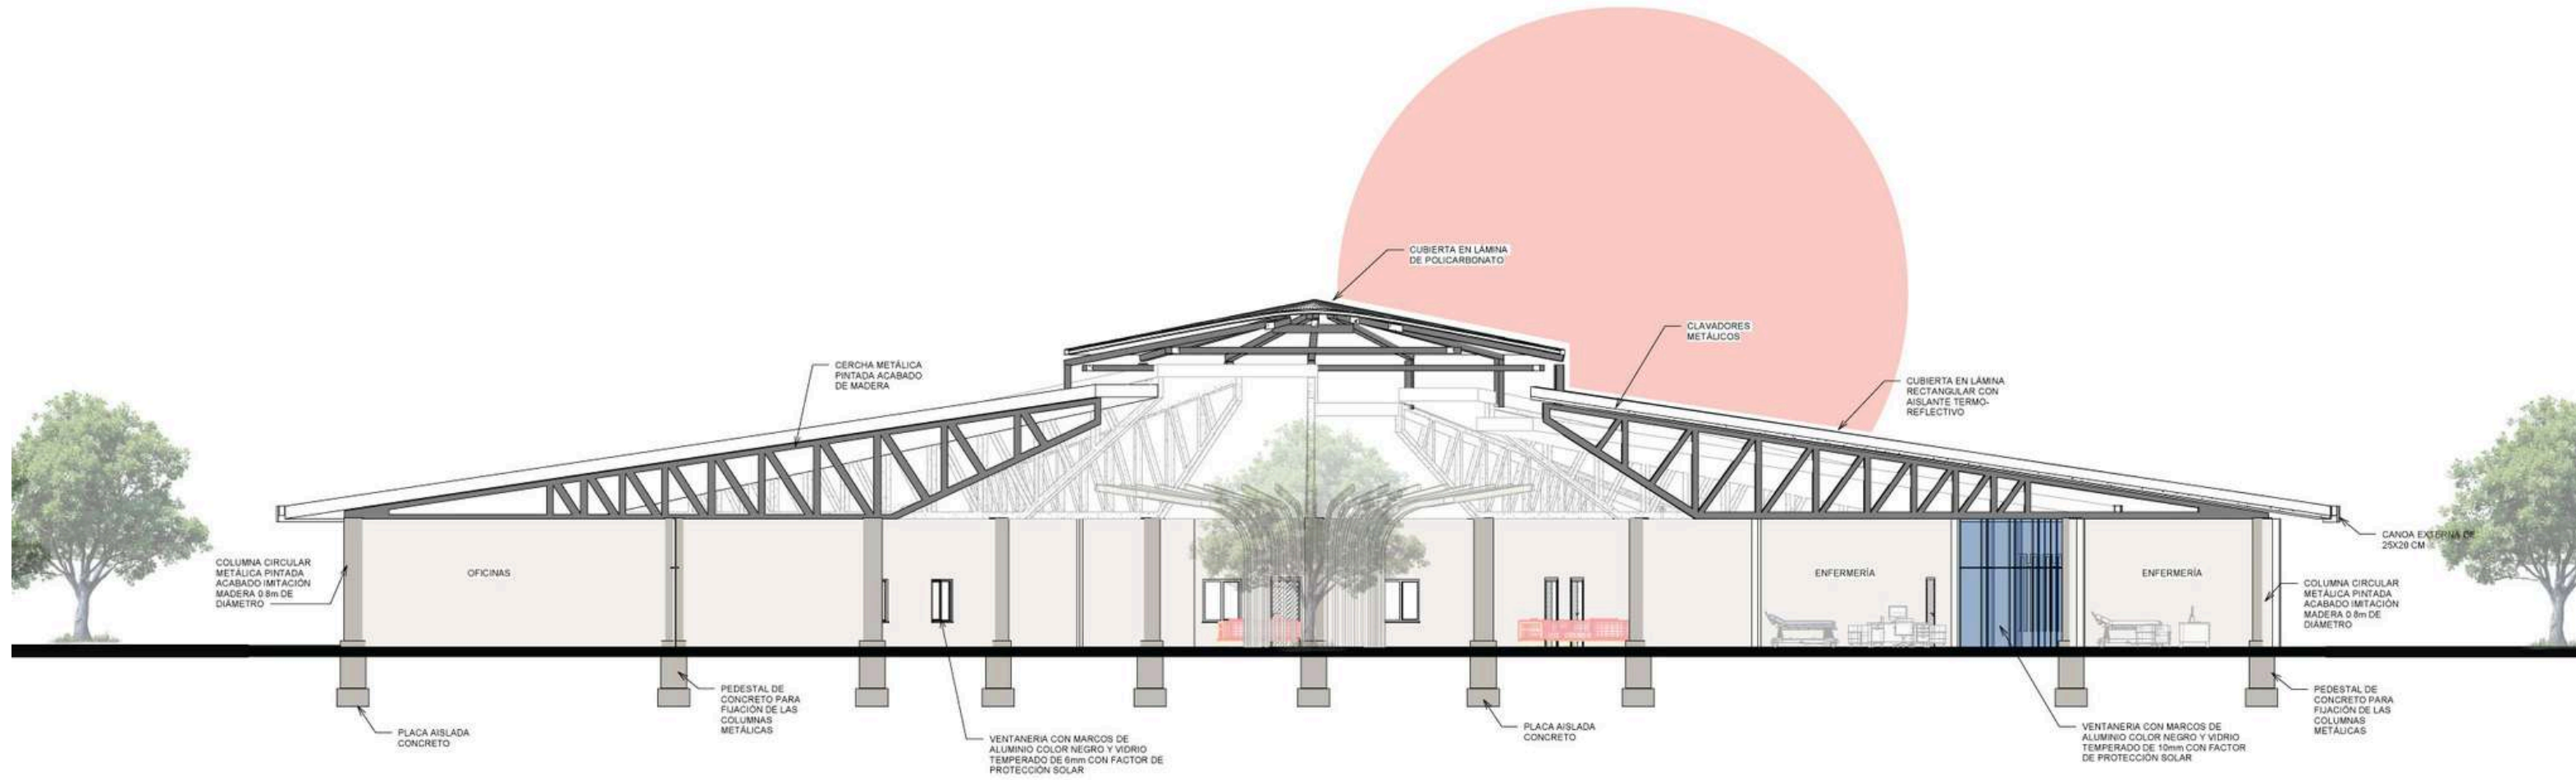 CUBIERTA EN LÁMINA
DE POLICARBONATO
CLAVADORES
METÁLICOS
CERCHA METÁLICA
PINTADA ACABADO
DE MADERA
CUBIERTA EN LÁMINA
RECTANGULAR CON
AISLANTE TERMO-
REFLECTIVO
CANOA EXTERNA DE
25X20 CM
COLUMNA CIRCULAR
METÁLICA PINTADA
ACABADO IMITACIÓN
MADERA 0.8m DE
DIÁMETRO
OFICINAS
ENFERMERÍA
ENFERMERÍA
COLUMNA CIRCULAR
METÁLICA PINTADA
ACABADO IMITACIÓN
MADERA 0.8m DE
DIÁMETRO
PLACA AISLADA
CONCRETO
PEDESTAL DE
CONCRETO PARA
FIJACIÓN DE LAS
COLUMNAS
METÁLICAS
VENTANERIA CON MARCOS DE
ALUMINIO COLOR NEGRO Y VIDRIO
TEMPERADO DE 6mm CON FACTOR DE
PROTECCIÓN SOLAR
PLACA AISLADA
CONCRETO
VENTANERIA CON MARCOS DE
ALUMINIO COLOR NEGRO Y VIDRIO
TEMPERADO DE 10mm CON FACTOR
DE PROTECCIÓN SOLAR
PEDESTAL DE
CONCRETO PARA
FIJACIÓN DE LAS
COLUMNAS
METÁLICAS